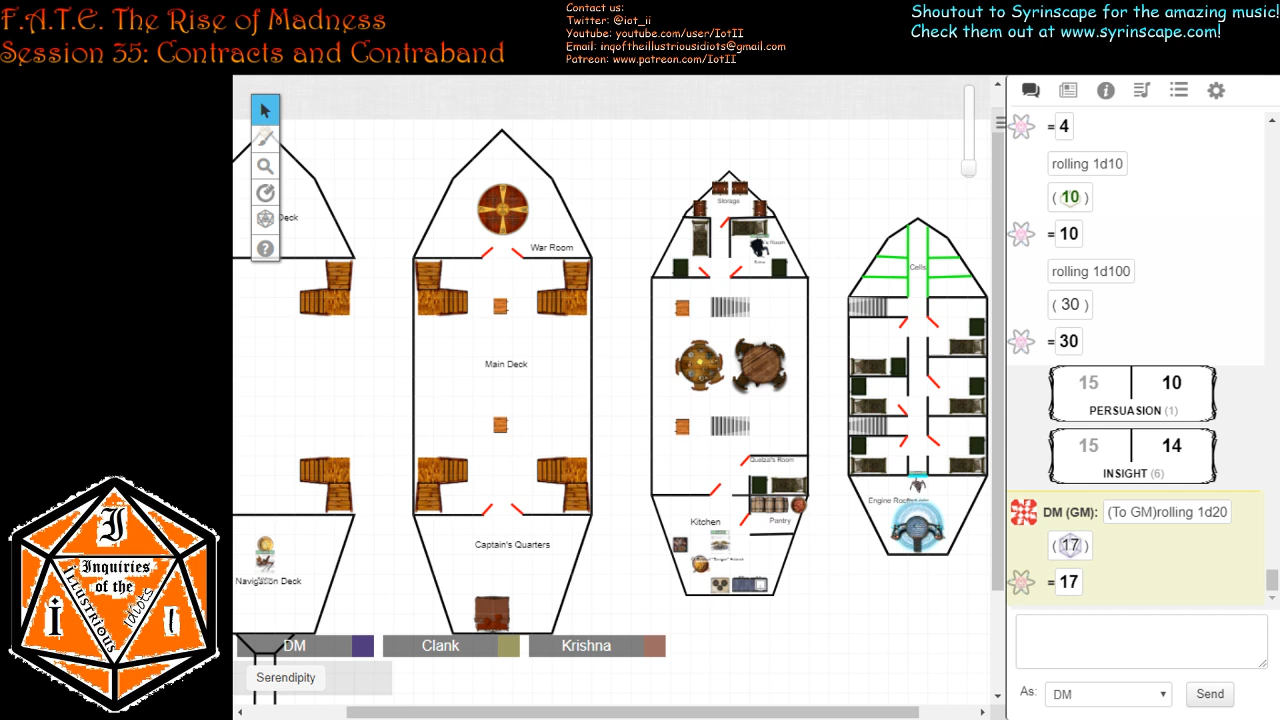 F.A.T.E. The Rise of Madness
Session 35: Contracts and Contraband
Contact us:
Twitter: @iot_ii
Youtube: youtube.com/user/IotII
Email: inqoftheillustriousidiots@gmail.com
Patreon: www.patreon.com/IotII
Shoutout to Syrinscape for the amazing music!
Check them out at www.syrinscape.com!
Deck
War Room
Main Deck
Captain's Quarters
Navigation Deck
Storage
Room
Quelzal's Room
Kitchen
Pantry
Cells
Engine
DM
Clank
Krishna
Serendipity
=4
rolling 1d10
(10)
=10
rolling 1d100
(30)
=30
15 10
PERSUASION (1)
15 14
INSIGHT (6)
DM (GM): (To GM)rolling 1d20
(17)
=17
As: DM
Send
I
Inquiries
of the
Illustrious
idiots
i
I